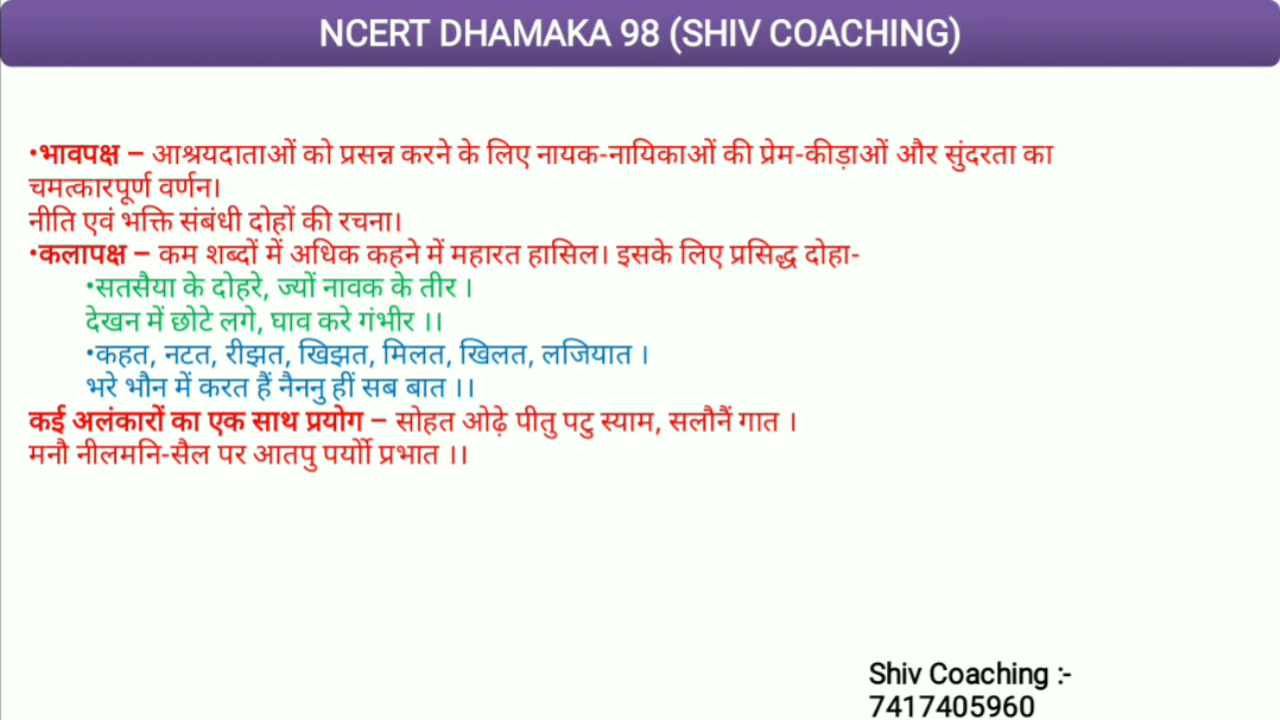 NCERT DHAMAKA 98 (SHIV COACHING)
•भावपक्ष – आश्रयदाताओं को प्रसन्न करने के लिए नायक-नायिकाओं की प्रेम-कीड़ाओं और सुंदरता का
चमत्कारपूर्ण वर्णन।
नीति एवं भक्ति संबंधी दोहों की रचना।
•कलापक्ष – कम शब्दों में अधिक कहने में महारत हासिल। इसके लिए प्रसिद्ध दोहा-
•सतसैया के दोहरे, ज्यों नावक के तीर ।
देखन में छोटे लगे, घाव करे गंभीर ।।
•कहत, नटत, रीझत, खिझत, मिलत, खिलत, लजियात ।
भरे भौन में करत हैं नैननु हीं सब बात ।।
कई अलंकारों का एक साथ प्रयोग – सोहत ओढ़े पीतु पटु स्याम, सलौनैं गात ।
मनौ नीलमनि-सैल पर आतपु पर्यौो प्रभात ।।
Shiv Coaching :-
7417405960